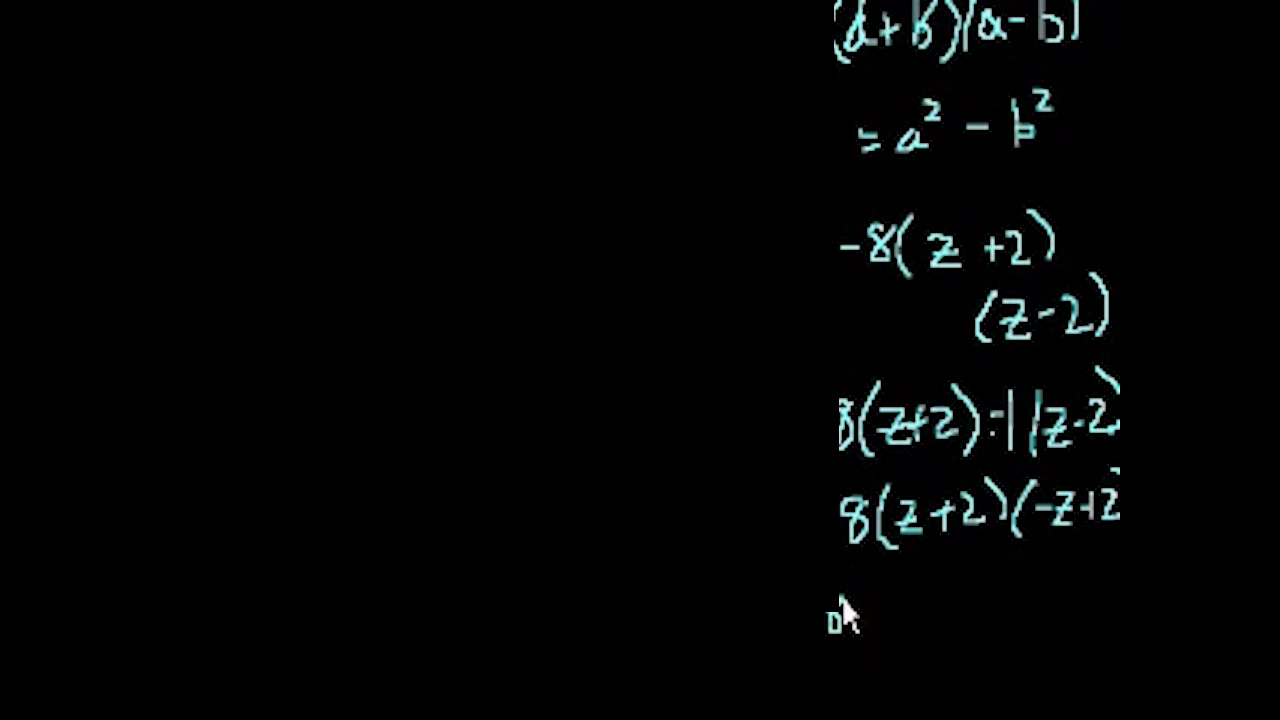 (a+b)(a-b)
= a² - b²
-8(z +2)
(z-2)
8(z+2)·-1(z-2)
8(z+2)(-z+2